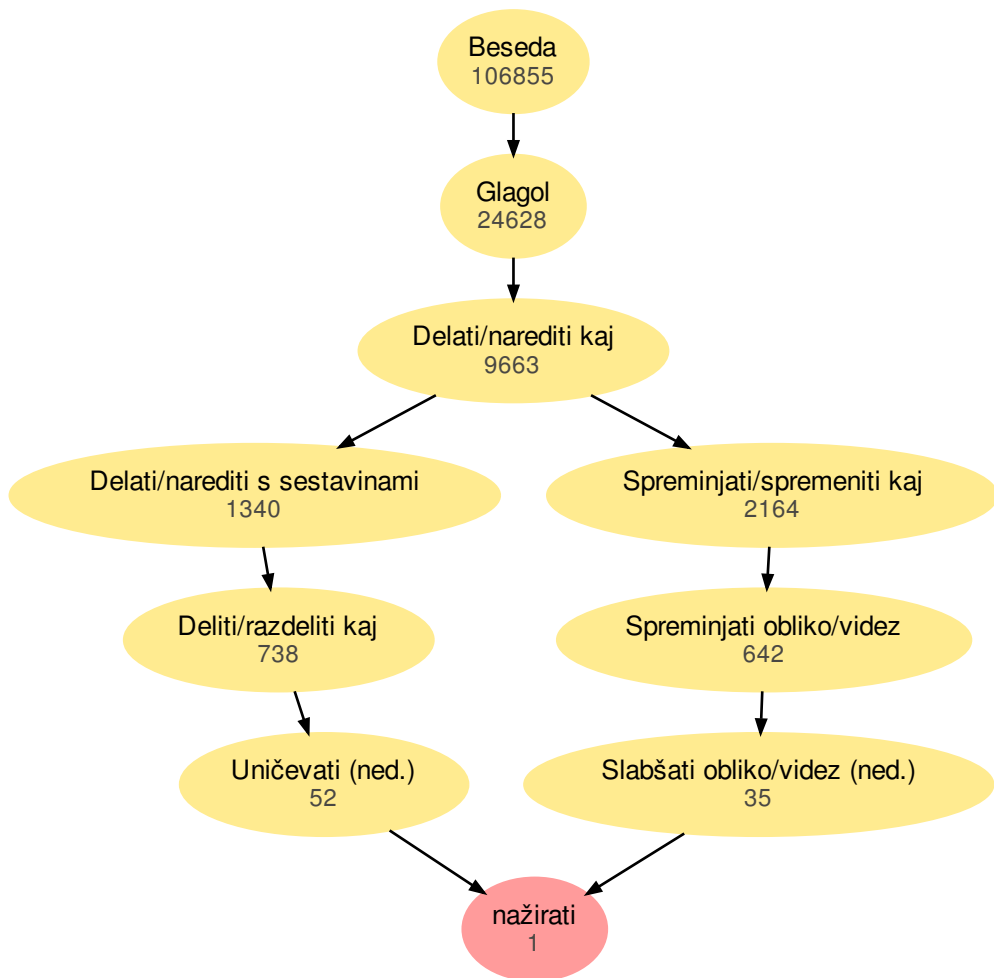 Beseda
106855
Glagol
24628
Delati/narediti kaj
9663
Delati/narediti s sestavinami
1340
Spreminjati/spremeniti kaj
2164
Deliti/razdeliti kaj
738
Spreminjati obliko/videz
642
Uničevati (ned.)
52
Slabšati obliko/videz (ned.)
35
nažirati
1